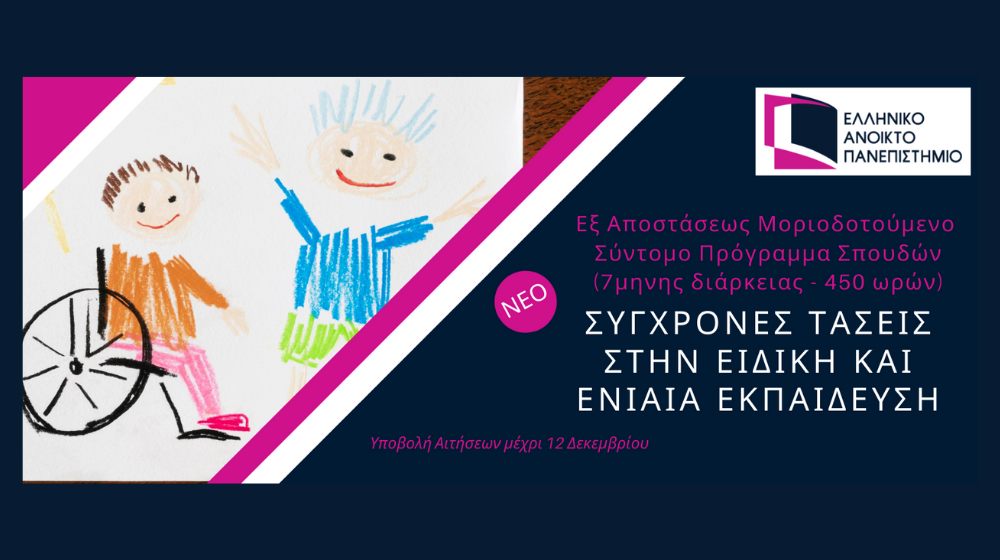 ΕΛΛΗΝΙΚΟ
ΑΝΟΙΚΤΟ
ΠΑΝΕΠΙΣΤΗΜΙΟ
Εξ Αποστάσεως Μοριοδοτούμενο
Σύντομο Πρόγραμμα Σπουδών
(7μηνης διάρκειας - 450 ωρών)
ΝΕΟ
ΣΥΓΧΡΟΝΕΣ ΤΑΣΕΙΣ
ΣΤΗΝ ΕΙΔΙΚΗ ΚΑΙ
ΕΝΙΑΙΑ ΕΚΠΑΙΔΕΥΣΗ
Υποβολή Αιτήσεων μέχρι 12 Δεκεμβρίου